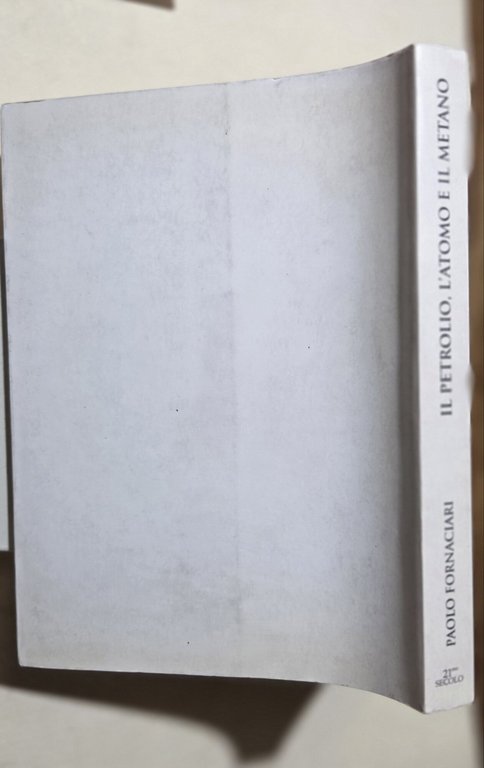 PAOLO FORNACIARI
IL PETROLIO, L'ATOMO E IL METANO
21mo
SECOLO